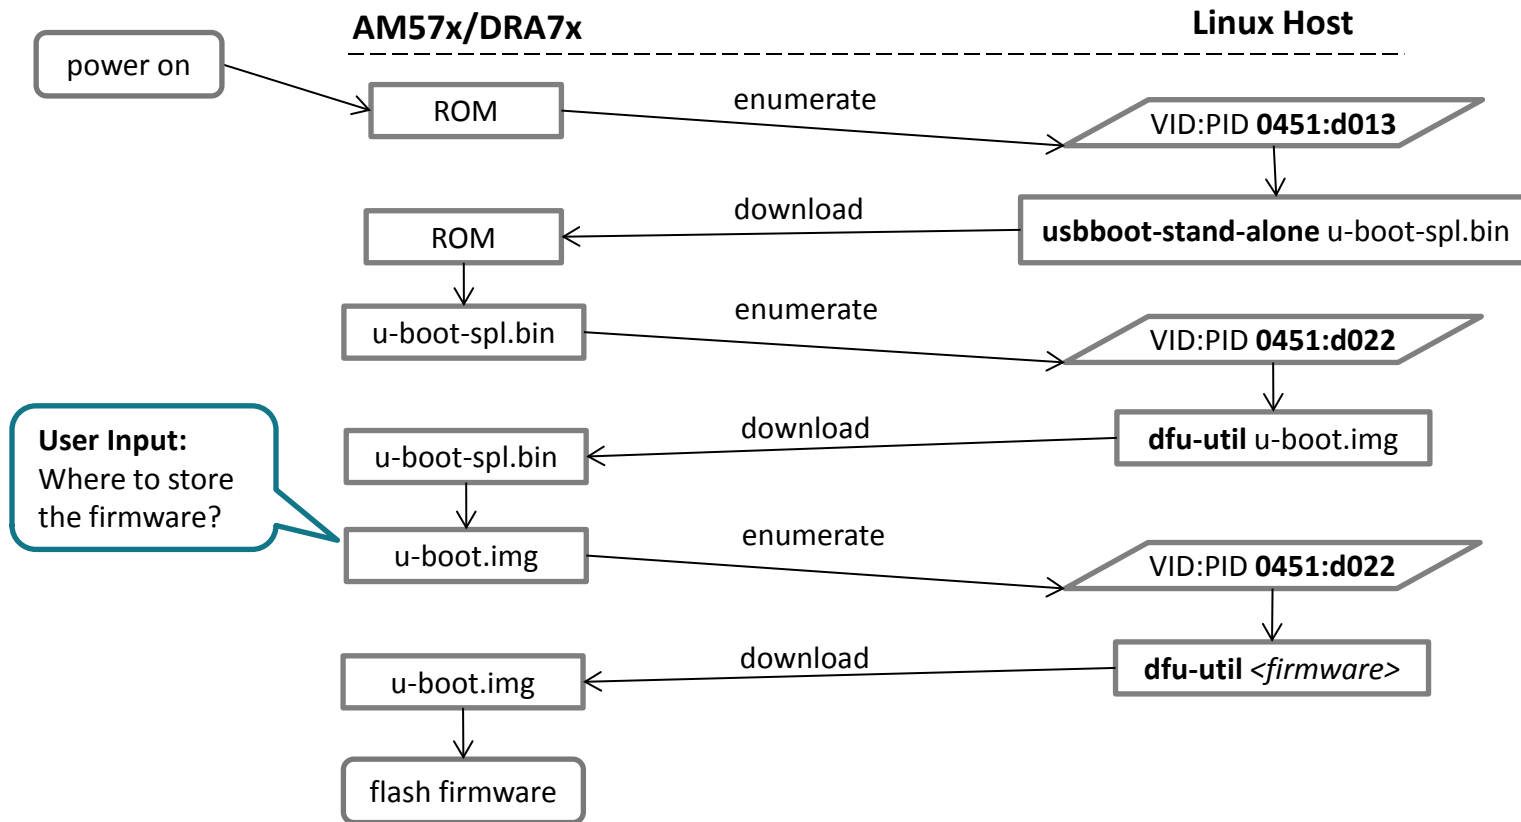 AM57x/DRA7x
Linux Host
power on
ROM
enumerate
VID:PID 0451:d013
download
ROM
usbboot-stand-alone u-boot-spl.bin
enumerate
u-boot-spl.bin
VID:PID 0451:d022
download
dfu-util u-boot.img
User Input:
Where to store
the firmware?
u-boot-spl.bin
enumerate
u-boot.img
VID:PID 0451:d022
download
dfu-util <firmware>
u-boot.img
flash firmware